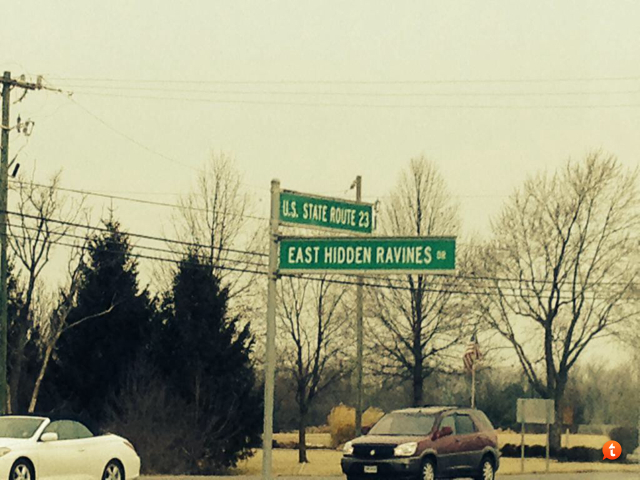 U.S. STATE ROUTE 23
EAST HIDDEN RAVINES DR
t